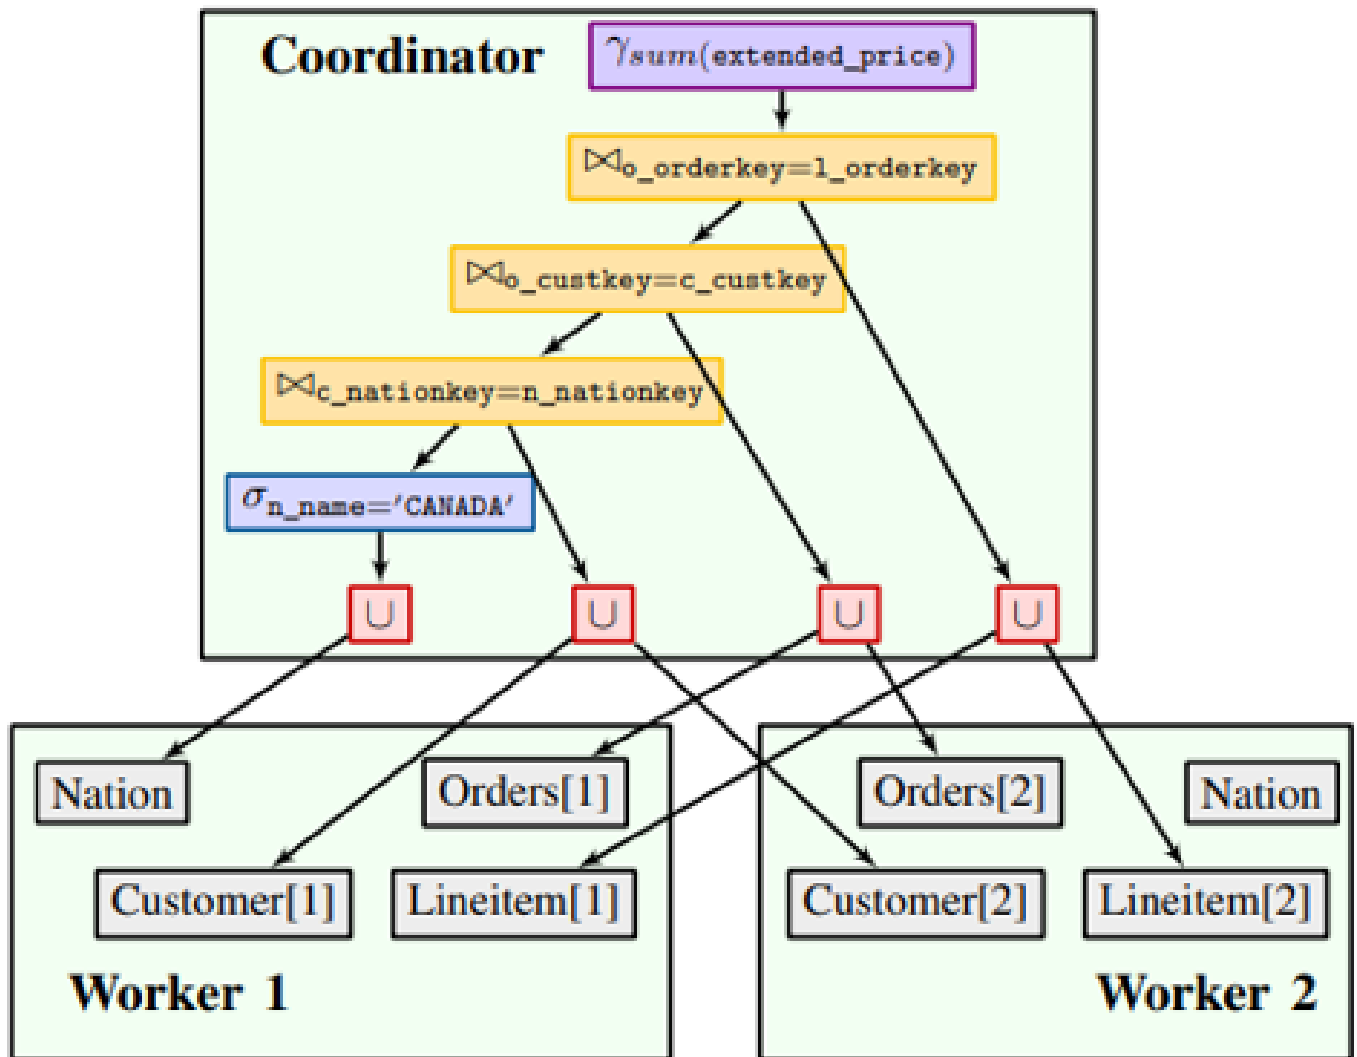 Coordinator
γsum(extended_price)
⋈o_orderkey=l_orderkey
⋈o_custkey=c_custkey
⋈c_nationkey=n_nationkey
σn_name='CANADA'
∪ ∪ ∪ ∪
Nation
Orders[1]
Customer[1]
Lineitem[1]
Worker 1
Orders[2]
Nation
Customer[2]
Lineitem[2]
Worker 2